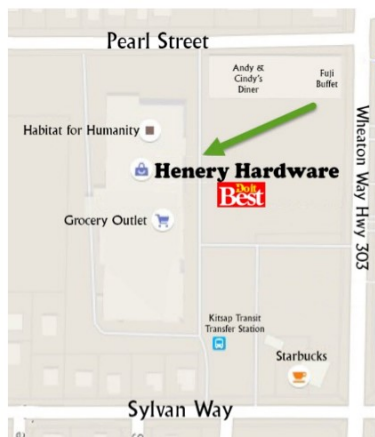 Pearl Street
Andy &
Cindy's
Diner
Fuji
Buffet
Habitat for Humanity
Henery Hardware
Do it
Best
Grocery Outlet
Wheaton Way Hwy 303
Kitsap Transit
Transfer Station
Starbucks
Sylvan Way